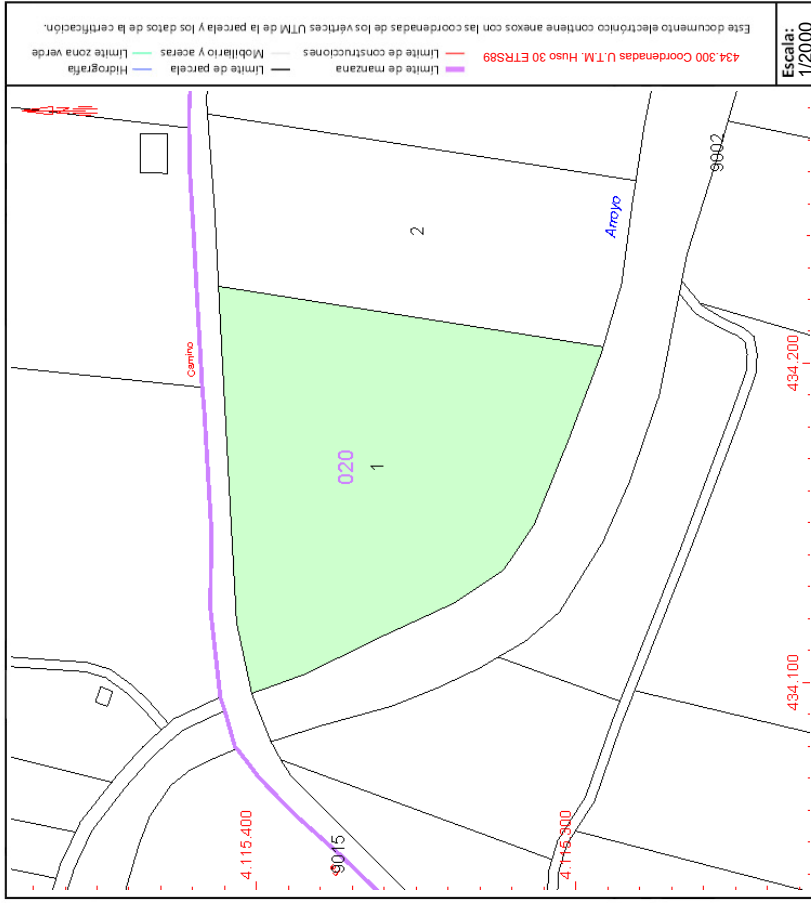 Este documento electrónico contiene anexos con las coordenadas de los vértices UTM de la parcela y los datos de la certificación.
434.300 Coordenadas U.T.M. Huso 30 ETRS89
Límite de manzana
Límite de construcciones
Límite de parcela
Mobiliario y aceras
Hidrografía
Límite zona verde
Escala:
1/2000
9002
Arroyo
2
Camino
434.200
020
1
434.100
4.115.400
4.115.300
9015